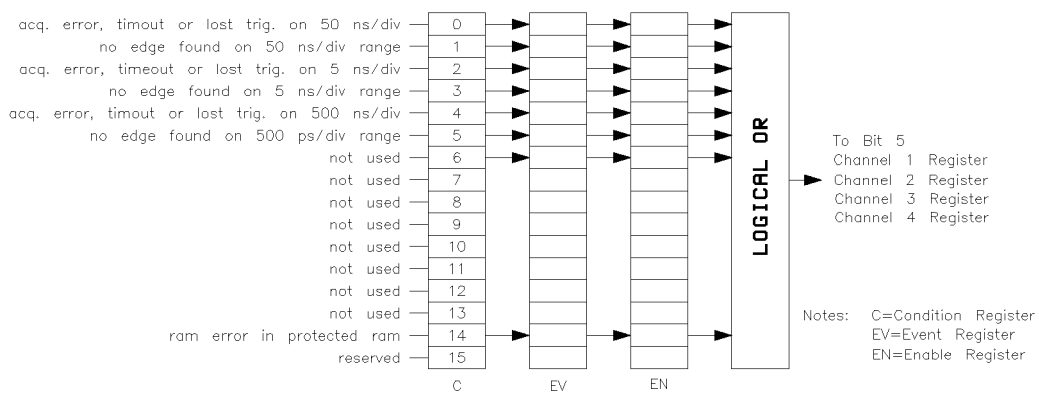 acq. error, timout or lost trig. on 50 ns/div 0
no edge found on 50 ns/div range 1
acq. error, timeout or lost trig. on 5 ns/div 2
no edge found on 5 ns/div range 3
acq. error, timout or lost trig. on 500 ns/div 4
no edge found on 500 ps/div range 5
not used 6
not used 7
not used 8
not used 9
not used 10
not used 11
not used 12
not used 13
ram error in protected ram 14
reserved 15
C EV EN
LOGICAL OR
To Bit 5
Channel 1 Register
Channel 2 Register
Channel 3 Register
Channel 4 Register
Notes: C=Condition Register
EV=Event Register
EN=Enable Register